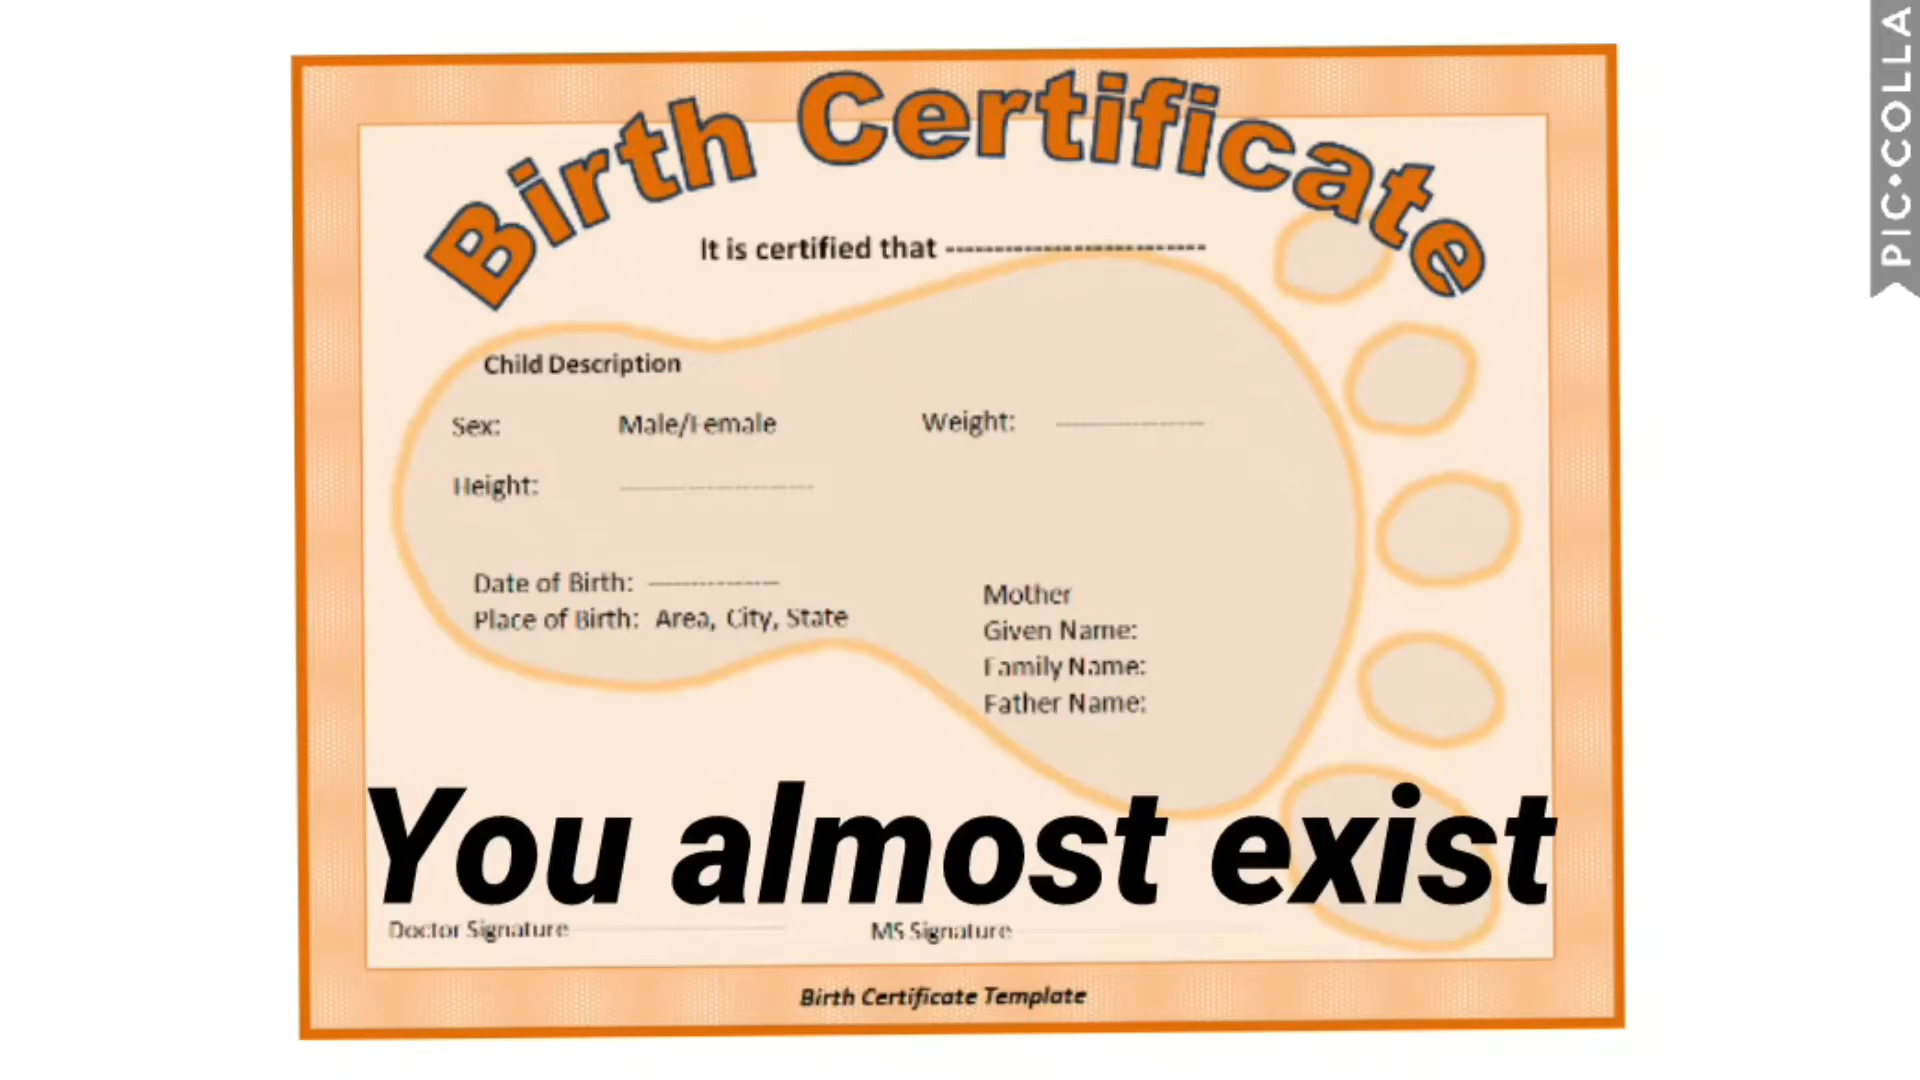 Birth Certificate
It is certified that --------------------------
Child Description
Sex: Male/Female Weight: ----------------
Height: --------------------
Date of Birth: ---------------
Place of Birth: Area, City, State
Mother
Given Name:
Family Name:
Father Name:
You almost exist
Doctor Signature MS Signature
Birth Certificate Template
PIC•COLLA